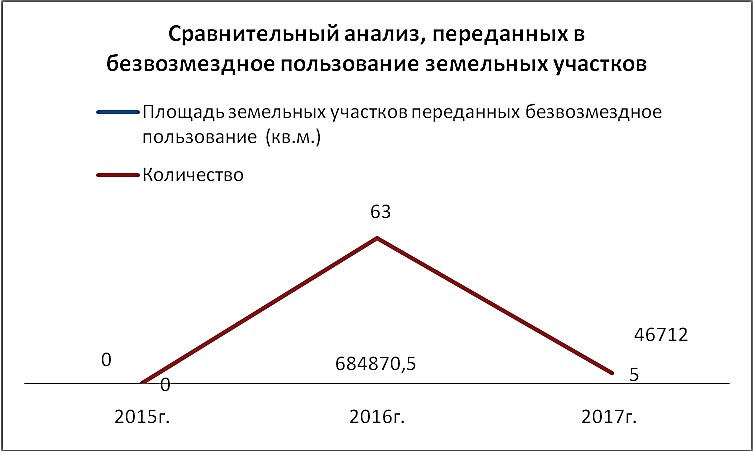 Сравнительный анализ, переданных в
безвозмездное пользование земельных участков
Площадь земельных участков переданных безвозмездное
пользование (кв.м.)
Количество
63
46712
0
684870,5
5
0
2015г. 2016г. 2017г.